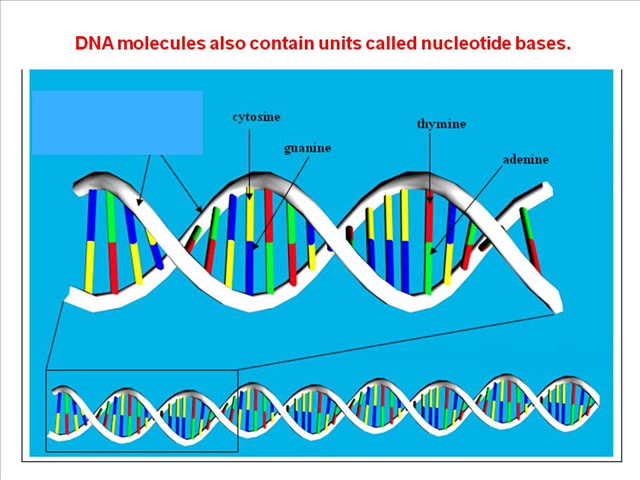 DNA molecules also contain units called nucleotide bases.
cytosine
thymine
guanine
adenine